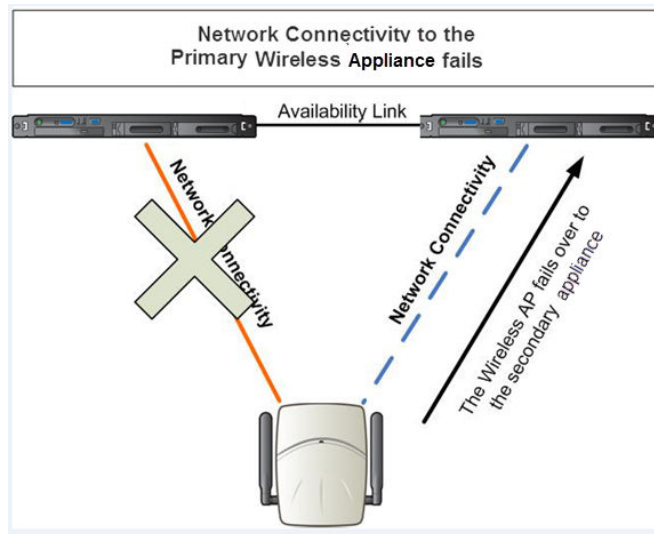 Network Connectivity to the
Primary Wireless Appliance fails
Availability Link
Network Connectivity
Network Connectivity
The Wireless AP fails over to
the secondary appliance